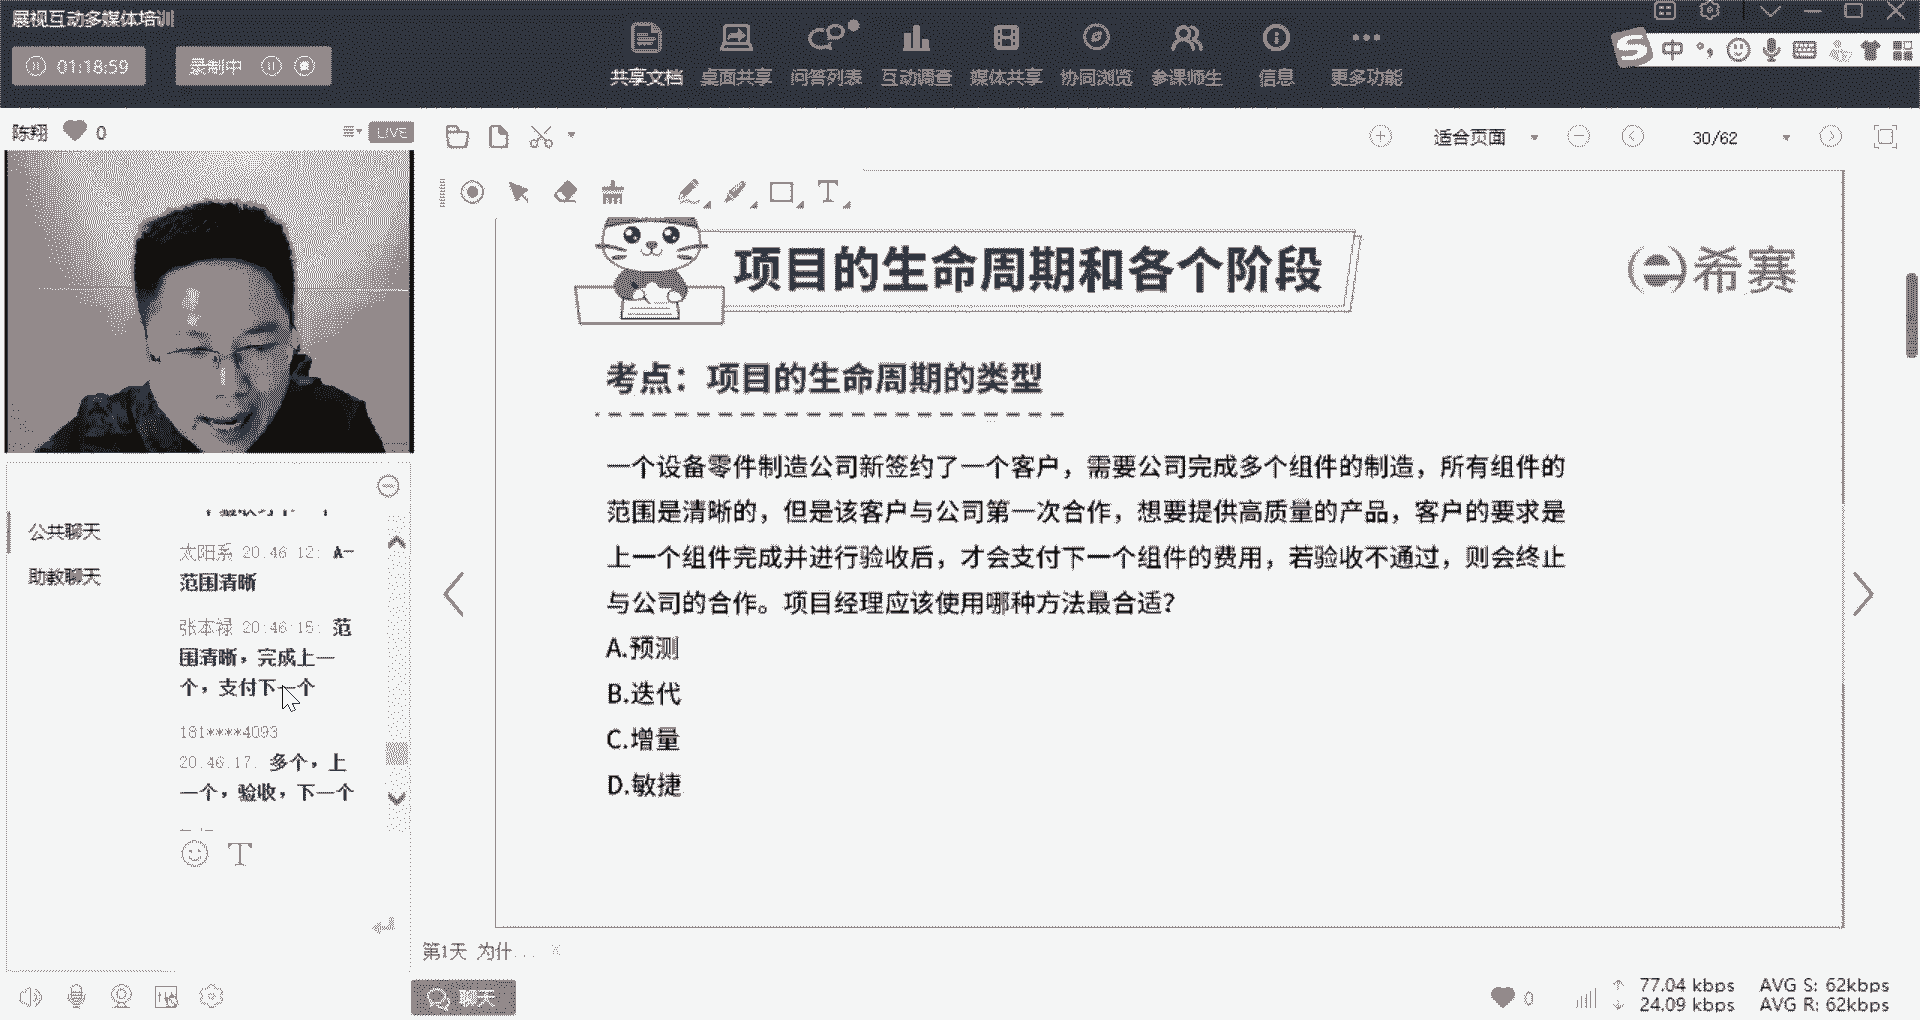 展视互动多媒体培训
01:18:59
录制中
共享文档
桌面共享
问答列表
互动调查
媒体共享
协同浏览
参课师生
信息
更多功能
中
陈翔
0
LIVE
适合页面
30/62
T
项目的生命周期和各个阶段
希赛
考点：项目的生命周期的类型
一个设备零件制造公司新签约了一个客户，需要公司完成多个组件的制造，所有组件的
范围是清晰的，但是该客户与公司第一次合作，想要提供高质量的产品，客户的要求是
上一个组件完成并进行验收后，才会支付下一个组件的费用，若验收不通过，则会终止
与公司的合作。项目经理应该使用哪种方法最合适？
A.预测
B.迭代
C.增量
D.敏捷
公共聊天
助教聊天
太阳系 20:46:12: A-
范围清晰
张本禄 20:46:15: 范
围清晰，完成上一
个，支付下一个
181****4093
20:46:17: 多个，上
一个，验收，下一个
T
第1天 为什...
聊天
0
77.04 kbps
AVG S: 62kbps
24.09 kbps
AVG R: 62kbps